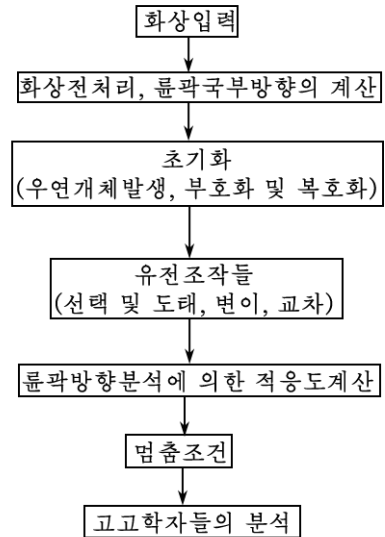 화상입력
화상전처리, 륜곽국부방향의 계산
초기화
(우연개체발생, 부호화 및 복호화)
유전조작들
(선택 및 도태, 변이, 교차)
륜곽방향분석에 의한 적응도계산
멈춤조건
고고학자들의 분석